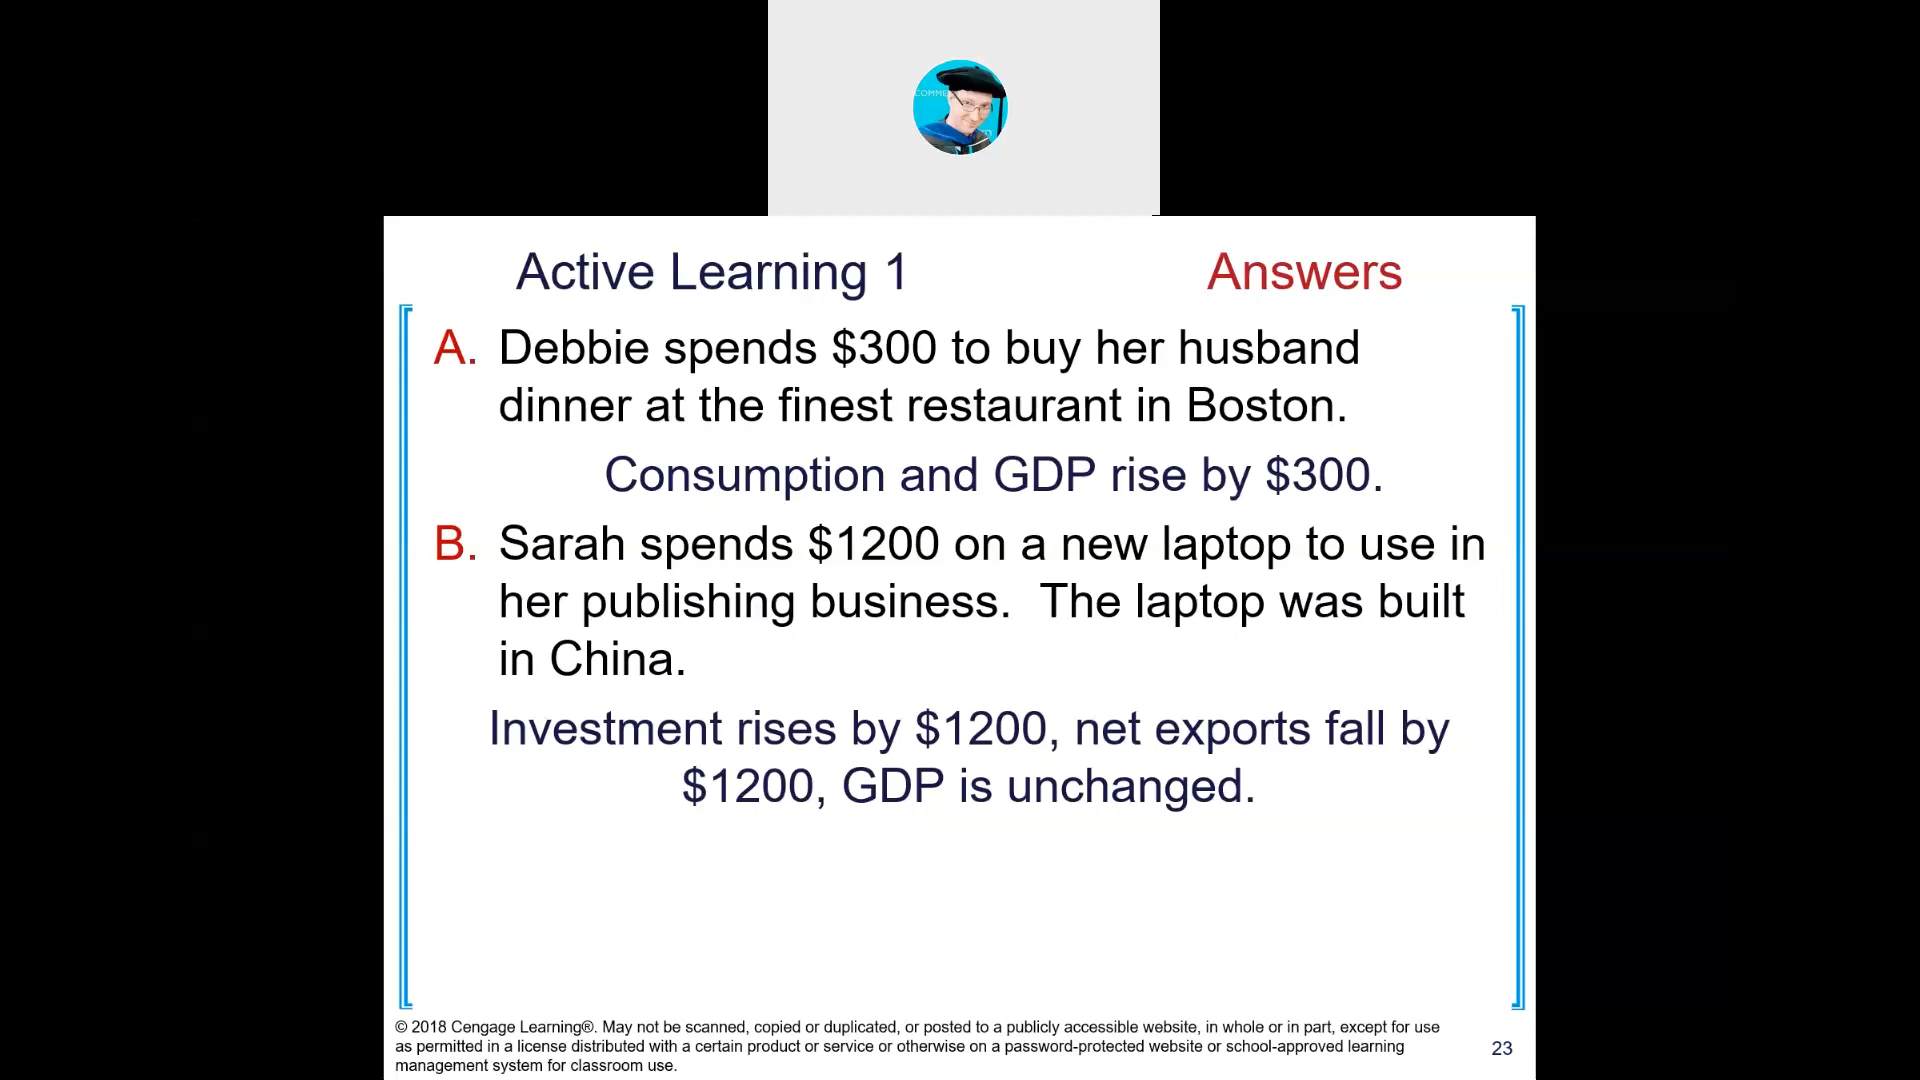 COMME
Active Learning 1 Answers
A. Debbie spends $300 to buy her husband
dinner at the finest restaurant in Boston.
Consumption and GDP rise by $300.
B. Sarah spends $1200 on a new laptop to use in
her publishing business. The laptop was built
in China.
Investment rises by $1200, net exports fall by
$1200, GDP is unchanged.
© 2018 Cengage Learning®. May not be scanned, copied or duplicated, or posted to a publicly accessible website, in whole or in part, except for use
as permitted in a license distributed with a certain product or service or otherwise on a password-protected website or school-approved learning
management system for classroom use.
23